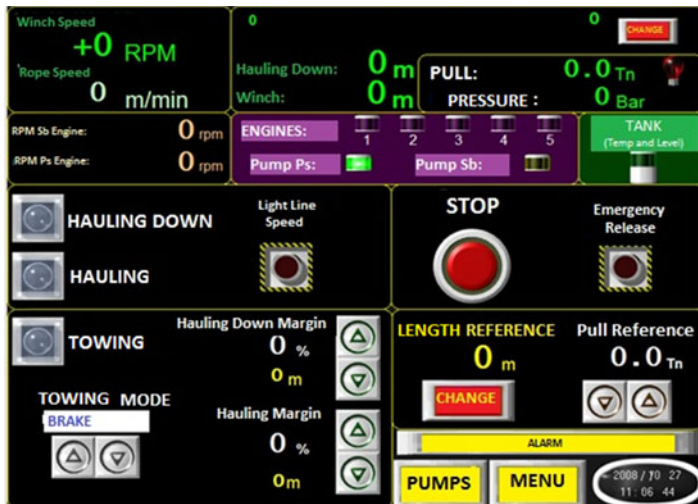 Winch Speed
+0 RPM
Rope Speed
0 m/min
0
0
CHANGE
Hauling Down: 0 m
Winch: 0 m
PULL: 0.0 Tn
PRESSURE : 0 Bar
RPM Sb Engine: 0 rpm
RPM Ps Engine: 0 rpm
ENGINES:
1 2 3 4 5
Pump Ps:
Pump Sb:
TANK
(Temp and Level)
HAULING DOWN
HAULING
Light Line
Speed
STOP
Emergency
Release
TOWING
TOWING MODE
BRAKE
Hauling Down Margin
0 %
0 m
Hauling Margin
0 %
0m
LENGTH REFERENCE
0 m
CHANGE
Pull Reference
0.0 Tn
ALARM
PUMPS
MENU
2008 / 10 27
11: 06 44